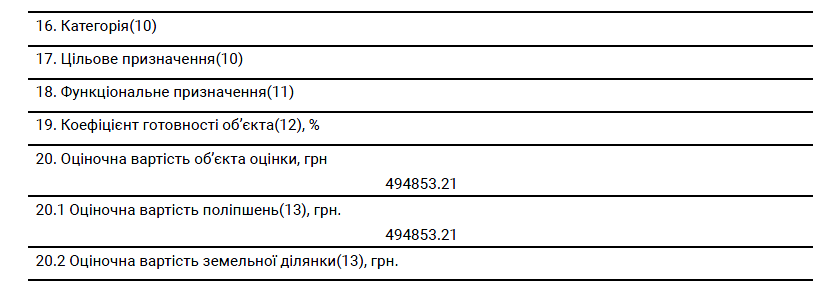 16. Категорія(10)
17. Цільове призначення(10)
18. Функціональне призначення(11)
19. Коефіцієнт готовності об’єкта(12), %
20. Оціночна вартість об’єкта оцінки, грн
494853.21
20.1 Оціночна вартість поліпшень(13), грн.
494853.21
20.2 Оціночна вартість земельної ділянки(13), грн.